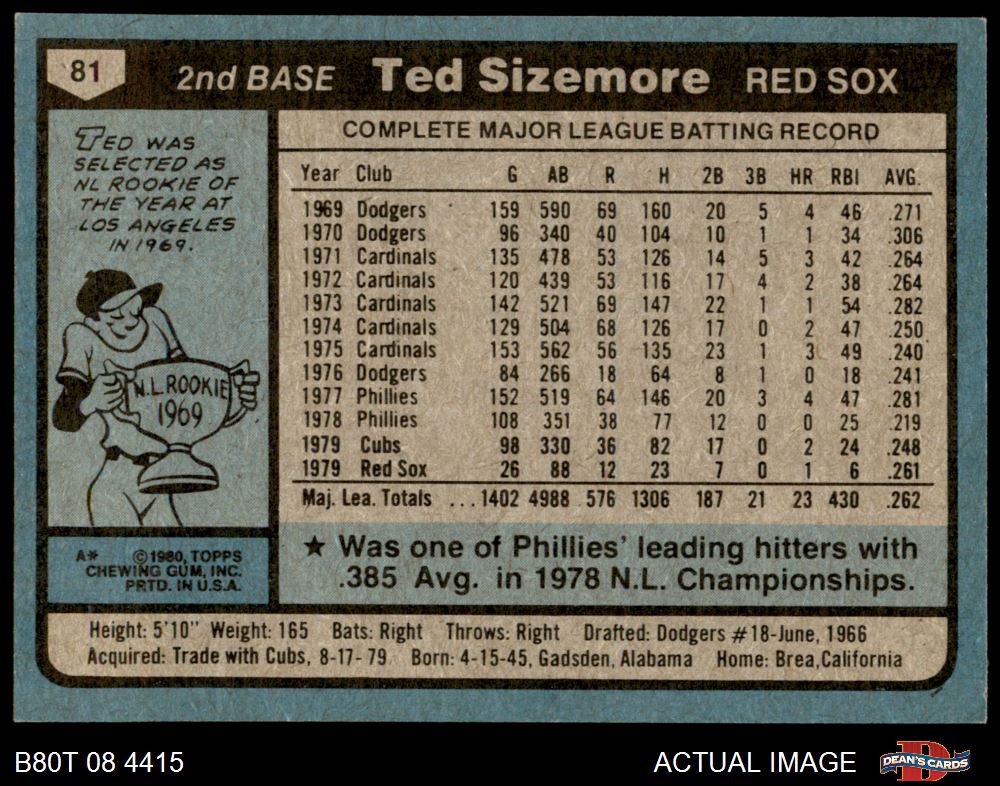 81 2nd BASE Ted Sizemore RED SOX
TED WAS
SELECTED AS
NL ROOKIE OF
THE YEAR AT
LOS ANGELES
IN 1969.
N.L. ROOKIE
1969
A* ©1980, TOPPS
CHEWING GUM, INC.
PRTD. IN U.S.A.
COMPLETE MAJOR LEAGUE BATTING RECORD
Year Club G AB R H 2B 3B HR RBI AVG.
1969 Dodgers 159 590 69 160 20 5 4 46 .271
1970 Dodgers 96 340 40 104 10 1 1 34 .306
1971 Cardinals 135 478 53 126 14 5 3 42 .264
1972 Cardinals 120 439 53 116 17 4 2 38 .264
1973 Cardinals 142 521 69 147 22 1 1 54 .282
1974 Cardinals 129 504 68 126 17 0 2 47 .250
1975 Cardinals 153 562 56 135 23 1 3 49 .240
1976 Dodgers 84 266 18 64 8 1 0 18 .241
1977 Phillies 152 519 64 146 20 3 4 47 .281
1978 Phillies 108 351 38 77 12 0 0 25 .219
1979 Cubs 98 330 36 82 17 0 2 24 .248
1979 Red Sox 26 88 12 23 7 0 1 6 .261
Maj. Lea. Totals ...1402 4988 576 1306 187 21 23 430 .262
★ Was one of Phillies' leading hitters with
.385 Avg. in 1978 N.L. Championships.
Height: 5'10" Weight: 165 Bats: Right Throws: Right Drafted: Dodgers #18-June, 1966
Acquired: Trade with Cubs, 8-17-79 Born: 4-15-45, Gadsden, Alabama Home: Brea, California
B80T 08 4415 ACTUAL IMAGE DEAN'S CARDS